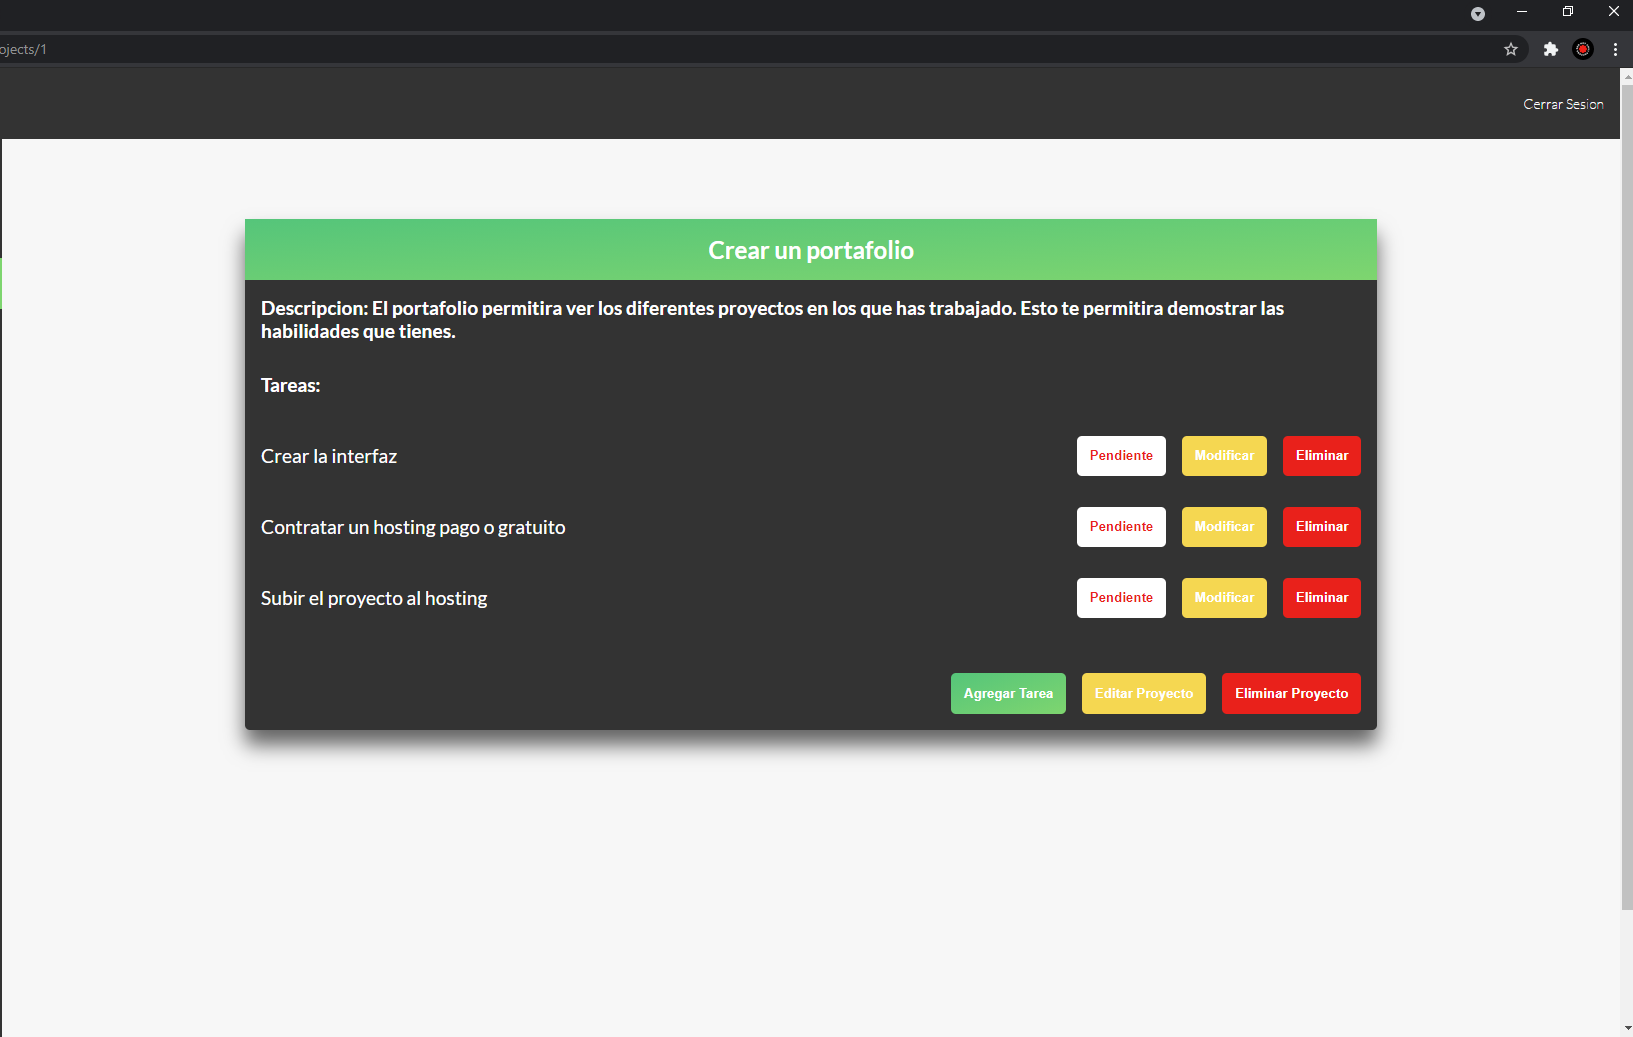 ojects/1
Cerrar Sesion
Crear un portafolio
Descripcion: El portafolio permitira ver los diferentes proyectos en los que has trabajado. Esto te permitira demostrar las
habilidades que tienes.
Tareas:
Crear la interfaz Pendiente Modificar Eliminar
Contratar un hosting pago o gratuito Pendiente Modificar Eliminar
Subir el proyecto al hosting Pendiente Modificar Eliminar
Agregar Tarea Editar Proyecto Eliminar Proyecto